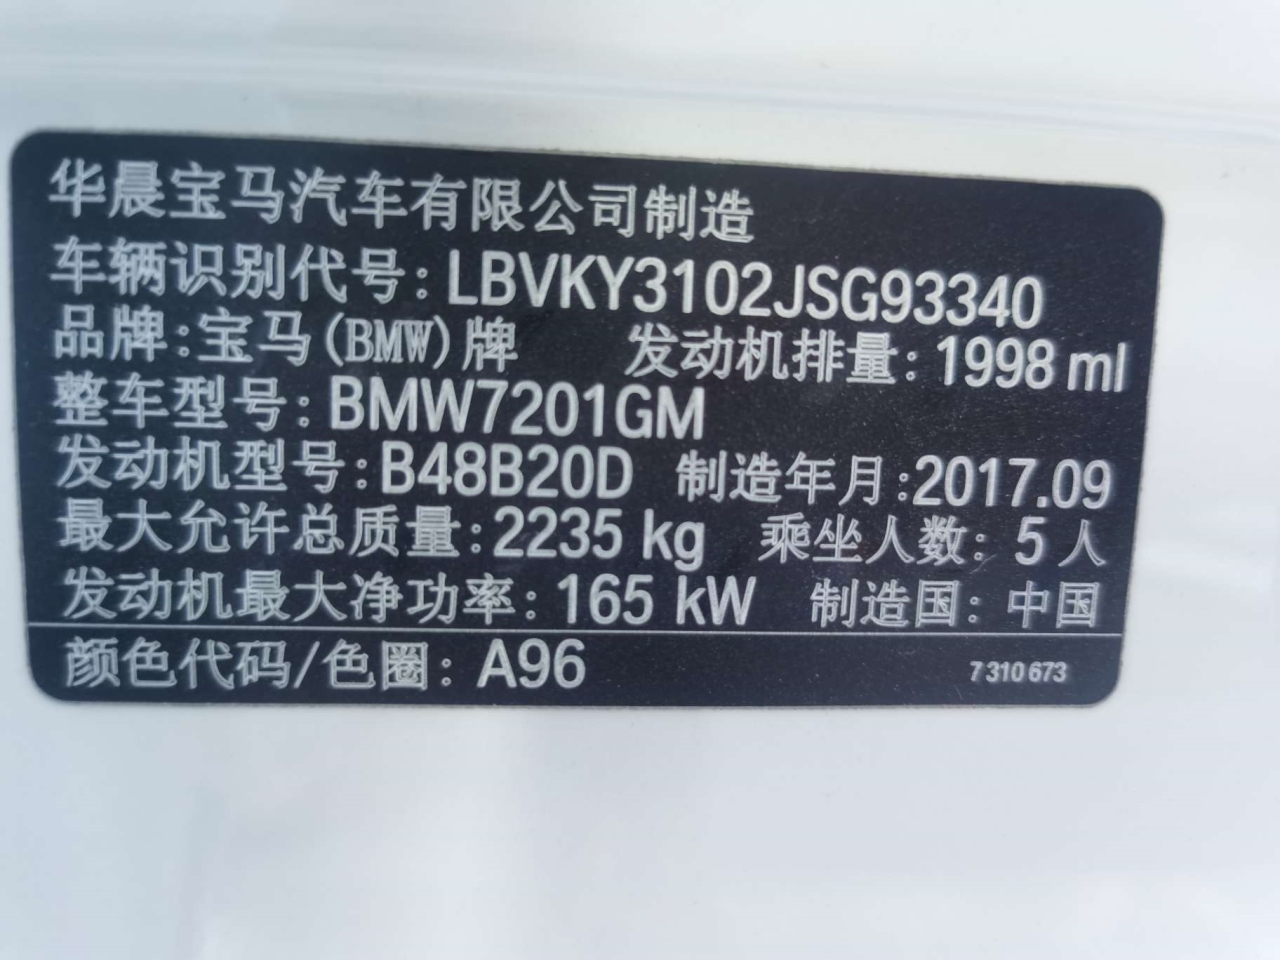 华晨宝马汽车有限公司制造
车辆识别代号:LBVKY3102JSG93340
品牌:宝马(BMW)牌 发动机排量:1998 ml
整车型号:BMW7201GM
发动机型号:B48B20D 制造年月:2017.09
最大允许总质量:2235 kg 乘坐人数:5人
发动机最大净功率:165 kW 制造国:中国
颜色代码/色圈:A96 7 310 673